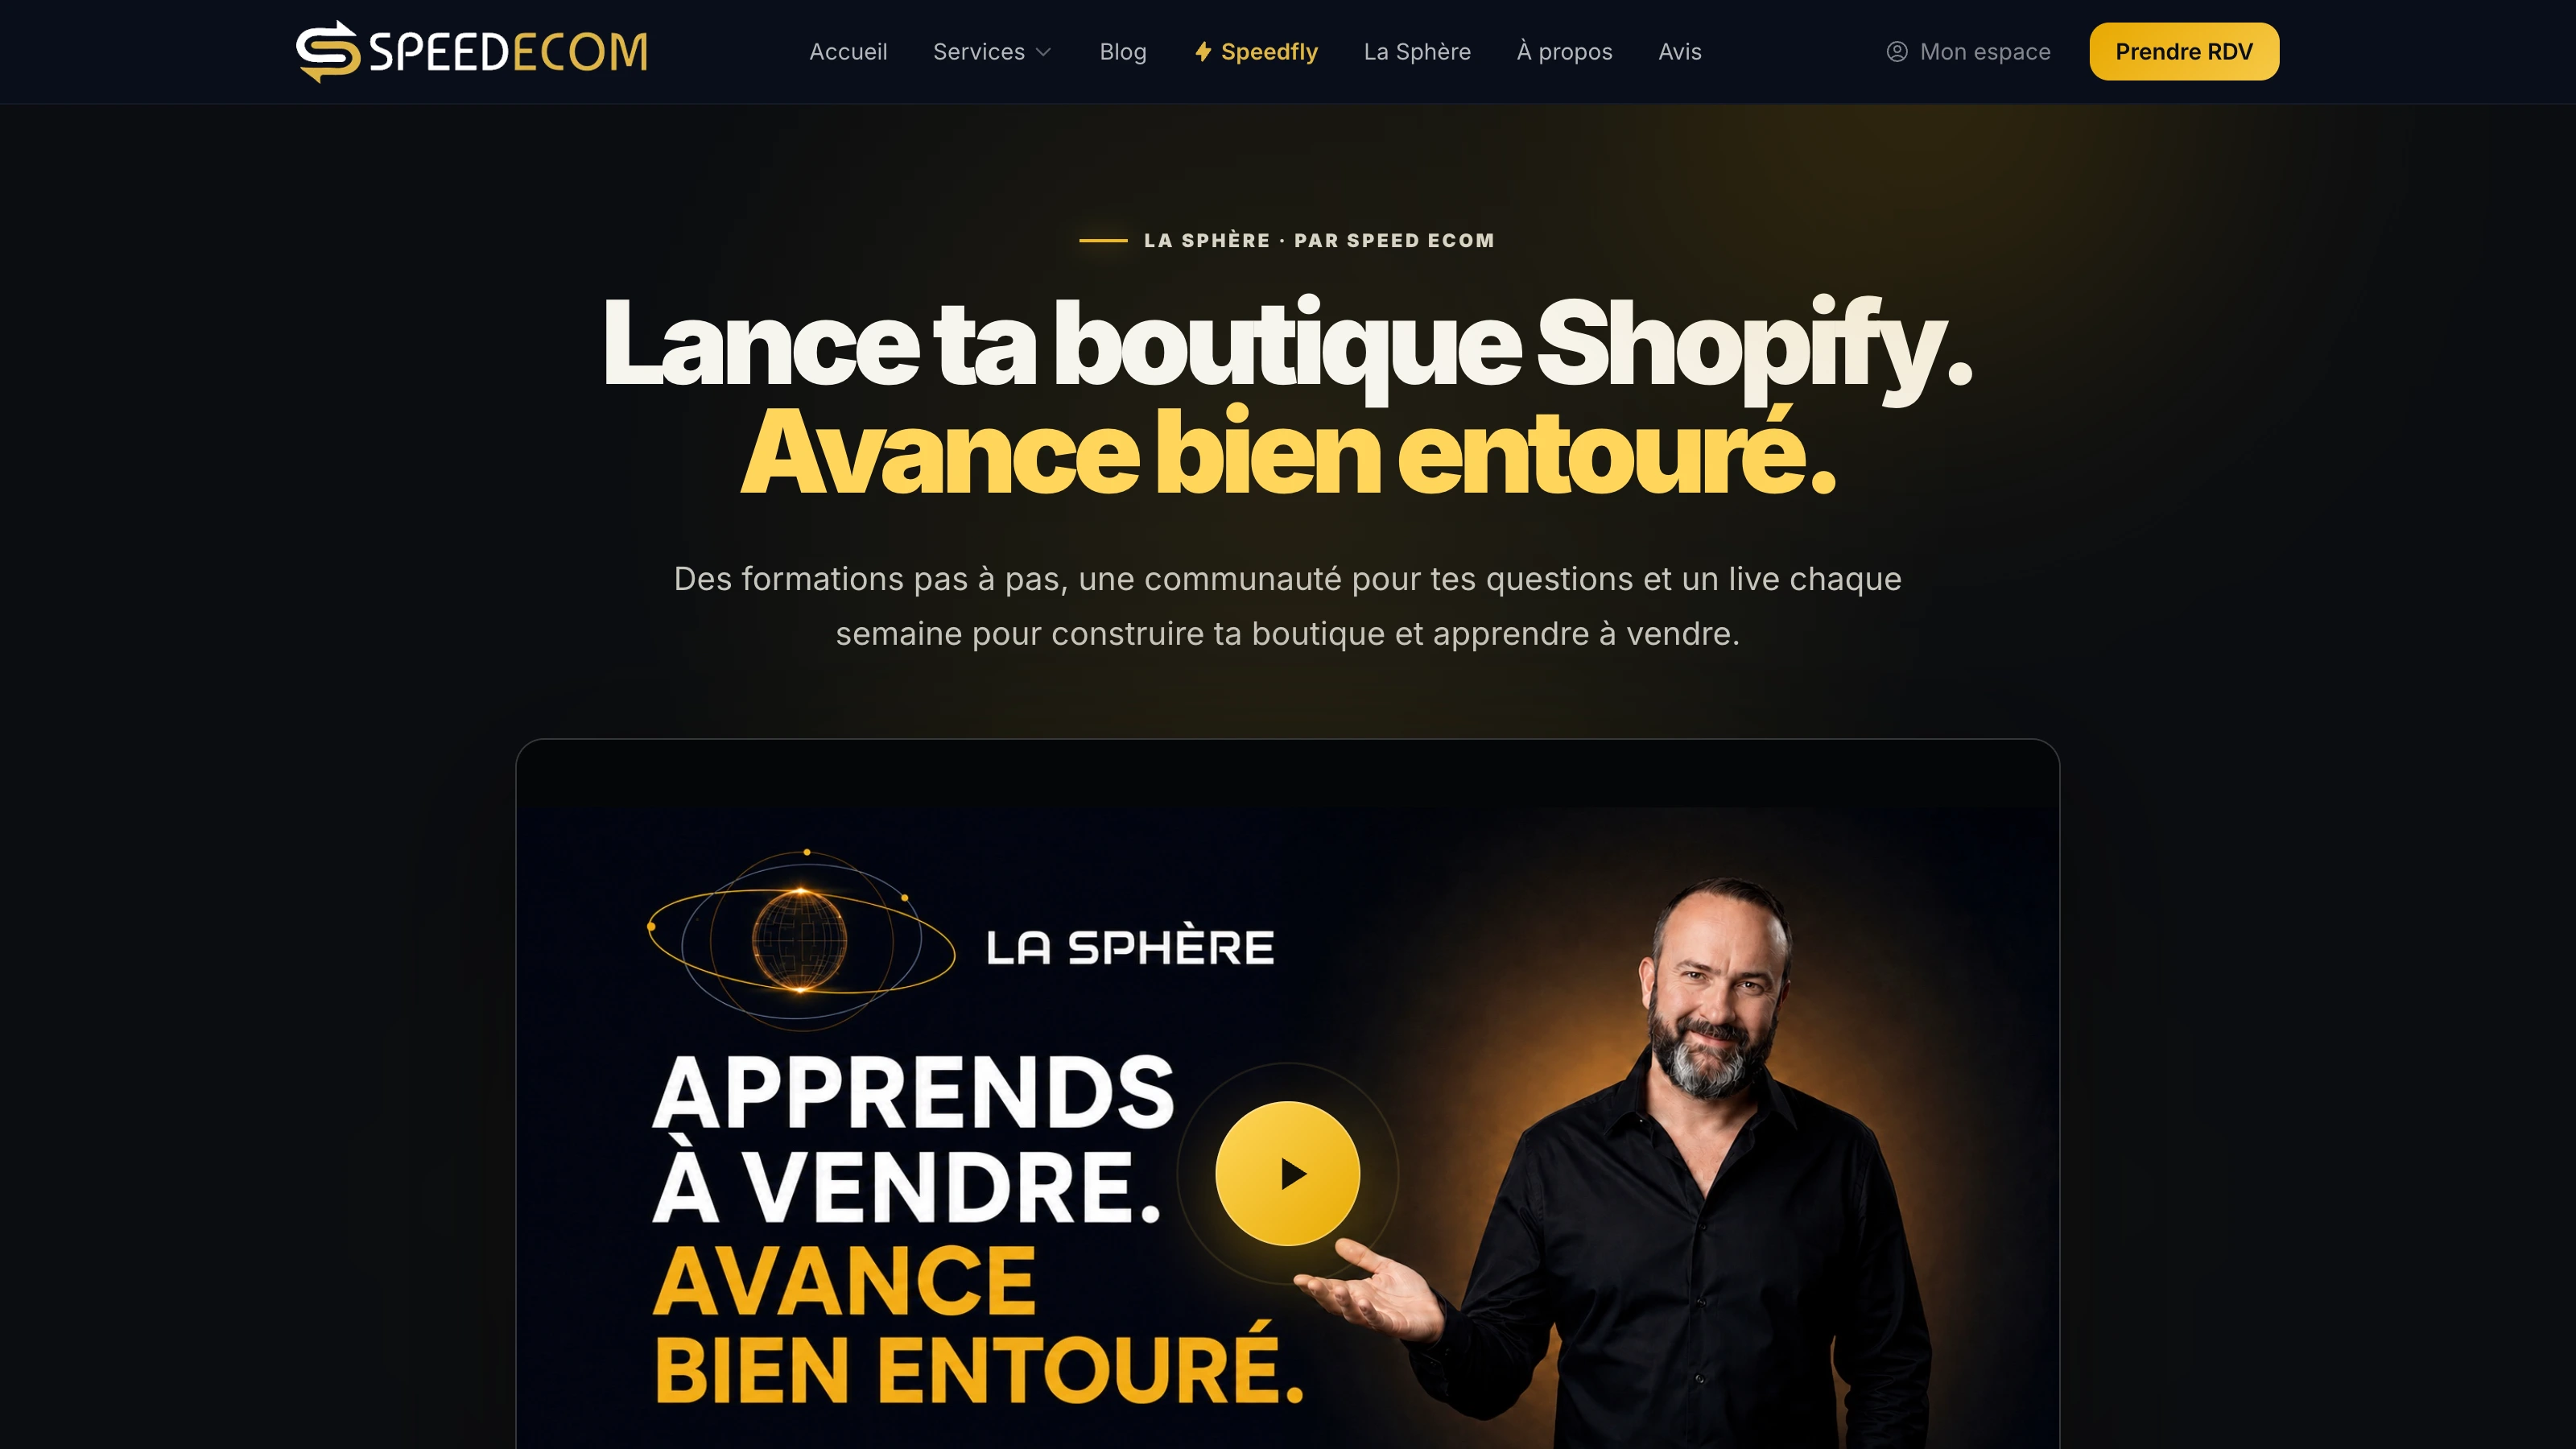 SPEEDECOM
Accueil Services Blog Speedfly La Sphère À propos Avis Mon espace Prendre RDV
LA SPHÈRE · PAR SPEED ECOM
Lance ta boutique Shopify.
Avance bien entouré.
Des formations pas à pas, une communauté pour tes questions et un live chaque
semaine pour construire ta boutique et apprendre à vendre.
LA SPHÈRE
APPRENDS
À VENDRE.
AVANCE
BIEN ENTOURÉ.